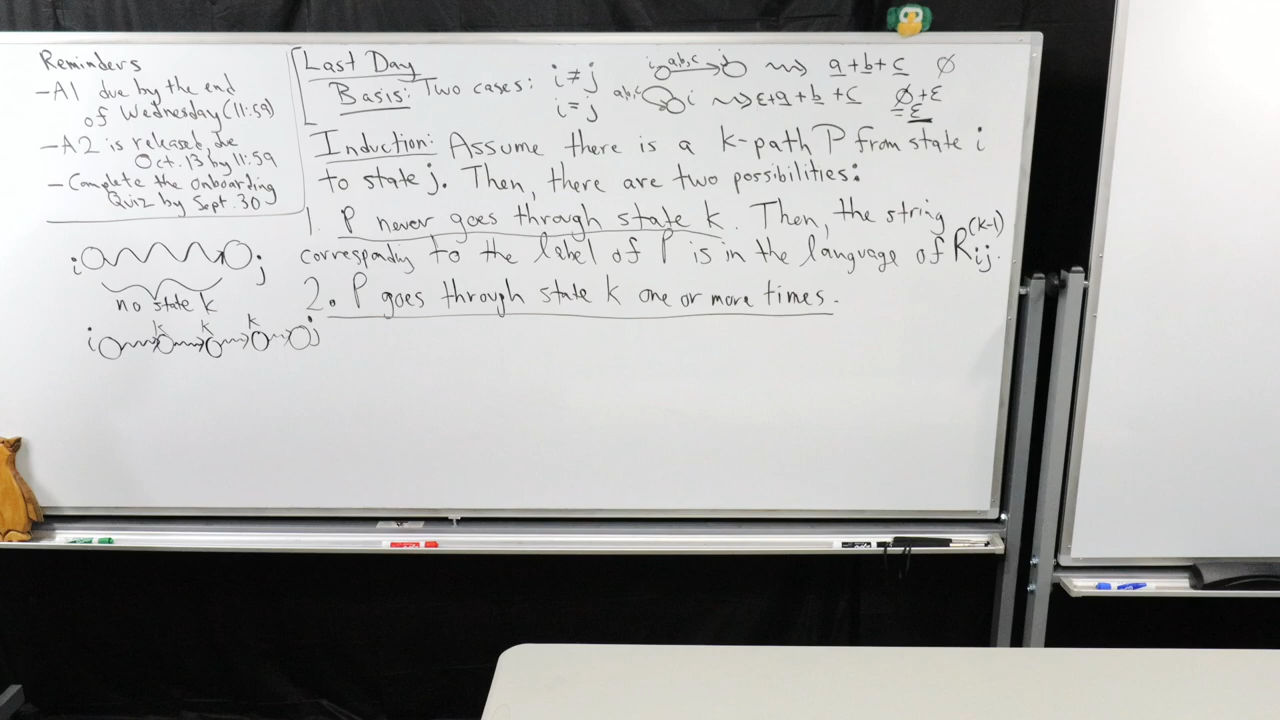 Reminders
- A1 due by the end
of Wednesday (11:59)
- A2 is released, due
Oct. 13 by 11:59
- Complete the Onboarding
Quiz by Sept. 30
i j
no state k
k k k
i j
Last Day
Basis: Two cases: i ≠ j i a,b,c j ⇝ a + b + c ∅
i = j a,b,c i ⇝ ε + a + b + c ∅ + ε
= ε
Induction: Assume there is a k-path P from state i
to state j. Then, there are two possibilities:
1. P never goes through state k. Then, the string
corresponding to the label of P is in the language of R_ij^(k-1).
2. P goes through state k one or more times.